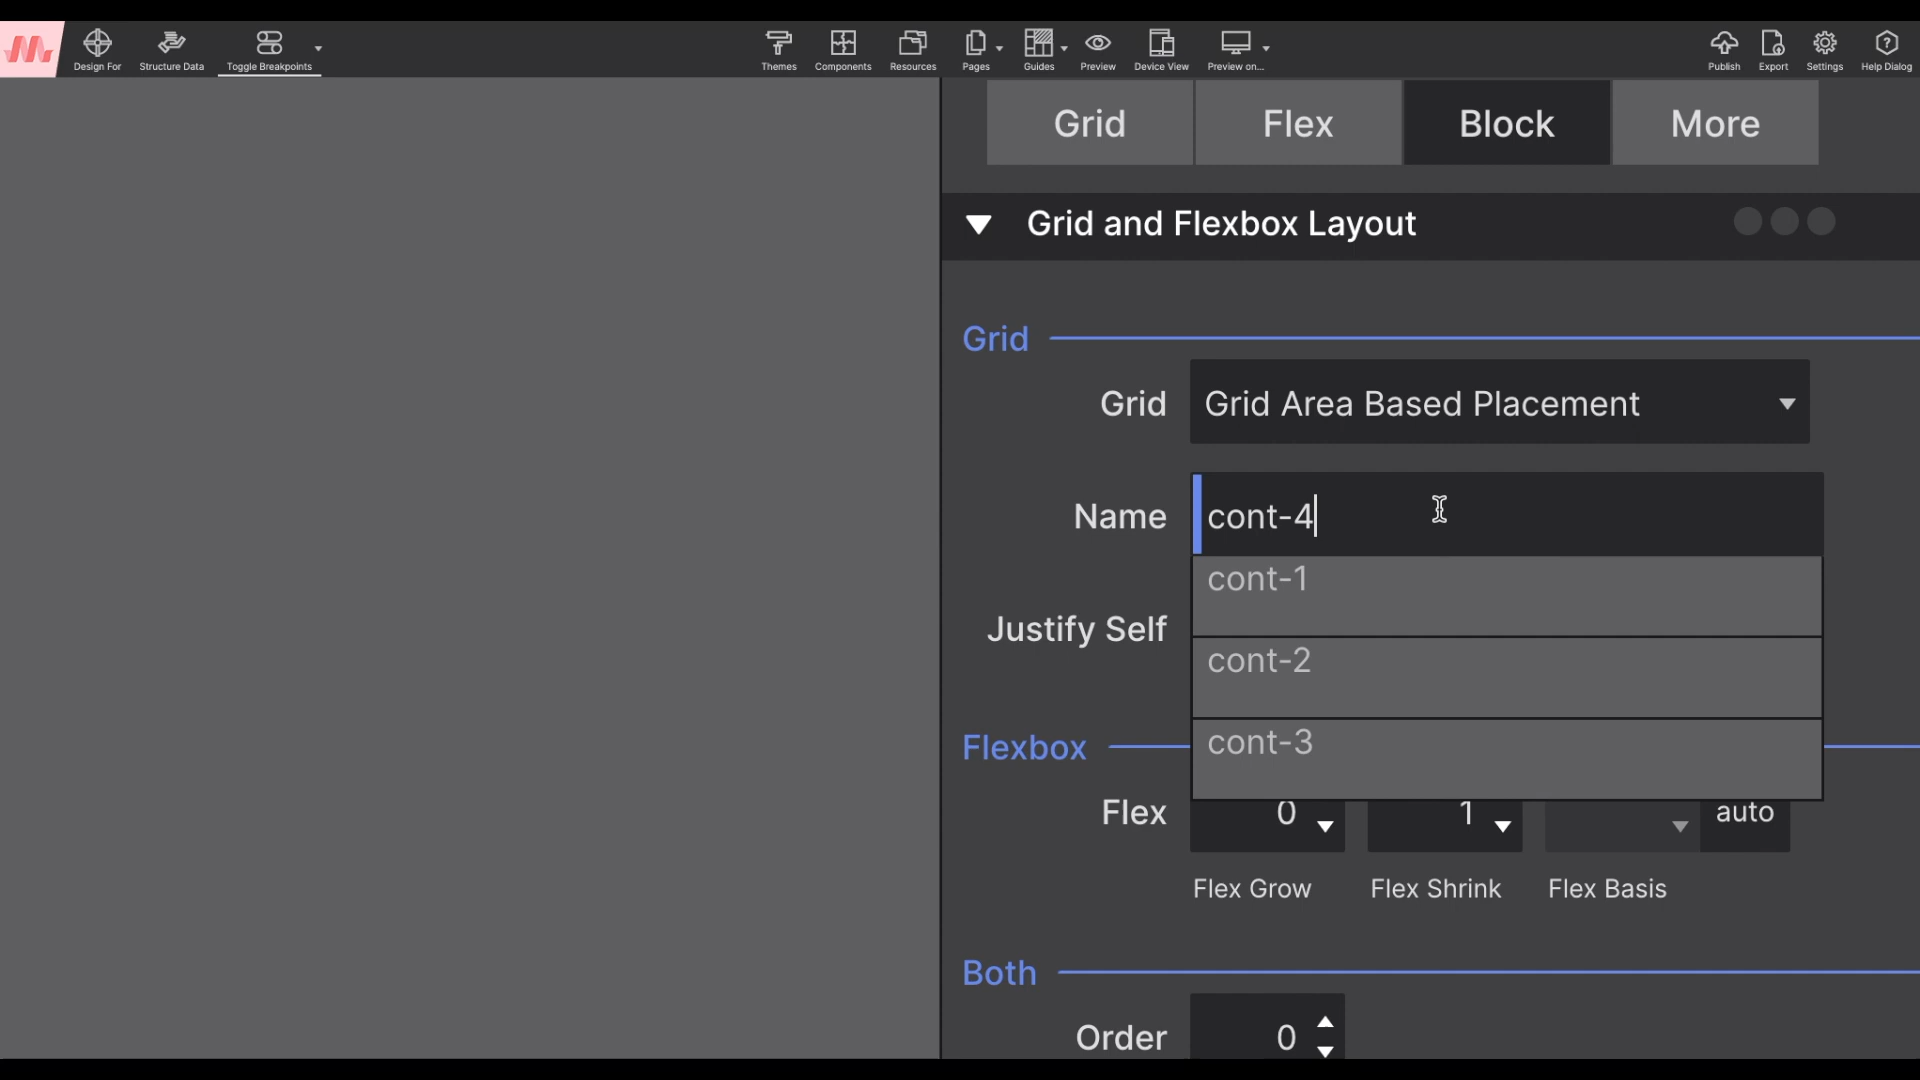 Design For
Structure Data
Toggle Breakpoints
Themes
Components
Resources
Pages
Guides
Preview
Device View
Preview on...
Publish
Export
Settings
Help Dialog
Grid
Flex
Block
More
Grid and Flexbox Layout
Grid
Grid
Grid Area Based Placement
Name
cont-4
cont-1
Justify Self
cont-2
cont-3
Flexbox
Flex
0
1
auto
Flex Grow
Flex Shrink
Flex Basis
Both
Order
0